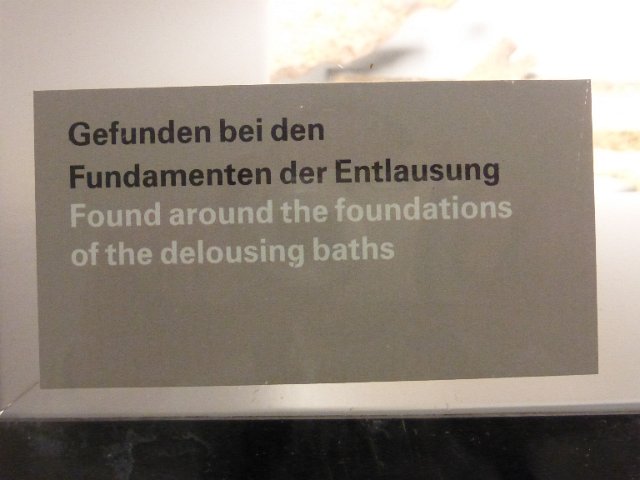 Gefunden bei den
Fundamenten der Entlausung
Found around the foundations
of the delousing baths